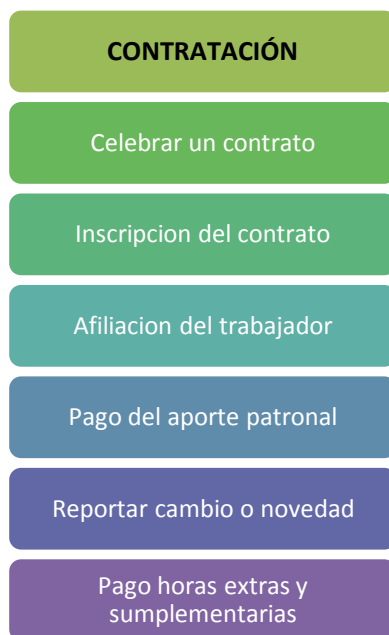 CONTRATACIÓN
Celebrar un contrato
Inscripcion del contrato
Afiliacion del trabajador
Pago del aporte patronal
Reportar cambio o novedad
Pago horas extras y
sumplementarias